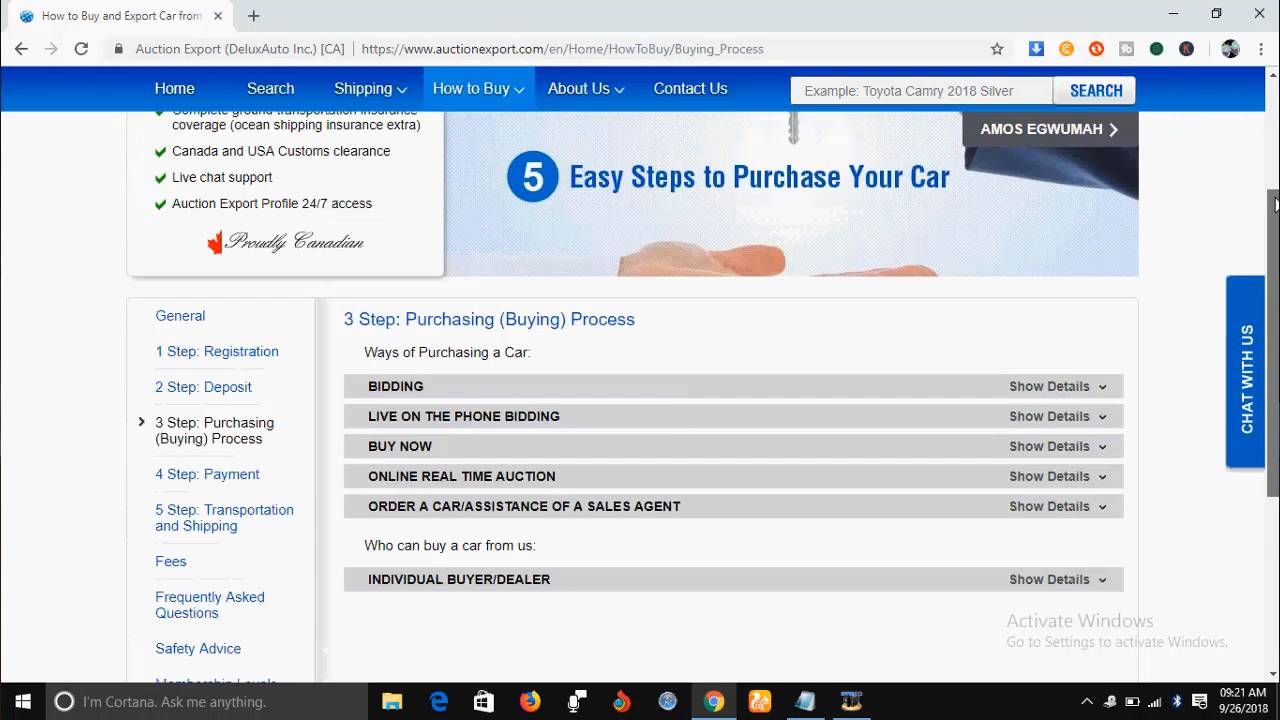 How to Buy and Export Car from
Auction Export (DeluxAuto Inc.) [CA] https://www.auctionexport.com/en/Home/HowToBuy/Buying_Process
Home Search Shipping How to Buy About Us Contact Us Example: Toyota Camry 2018 Silver SEARCH
Complete ground transportation insurance
coverage (ocean shipping insurance extra)
Canada and USA Customs clearance
Live chat support
Auction Export Profile 24/7 access
Proudly Canadian
AMOS EGWUMAH
5 Easy Steps to Purchase Your Car
General
1 Step: Registration
2 Step: Deposit
3 Step: Purchasing
(Buying) Process
4 Step: Payment
5 Step: Transportation
and Shipping
Fees
Frequently Asked
Questions
Safety Advice
Membership Levels
3 Step: Purchasing (Buying) Process
Ways of Purchasing a Car:
BIDDING Show Details
LIVE ON THE PHONE BIDDING Show Details
BUY NOW Show Details
ONLINE REAL TIME AUCTION Show Details
ORDER A CAR/ASSISTANCE OF A SALES AGENT Show Details
Who can buy a car from us:
INDIVIDUAL BUYER/DEALER Show Details
CHAT WITH US
Activate Windows
Go to Settings to activate Windows.
I'm Cortana. Ask me anything.
09:21 AM
9/26/2018